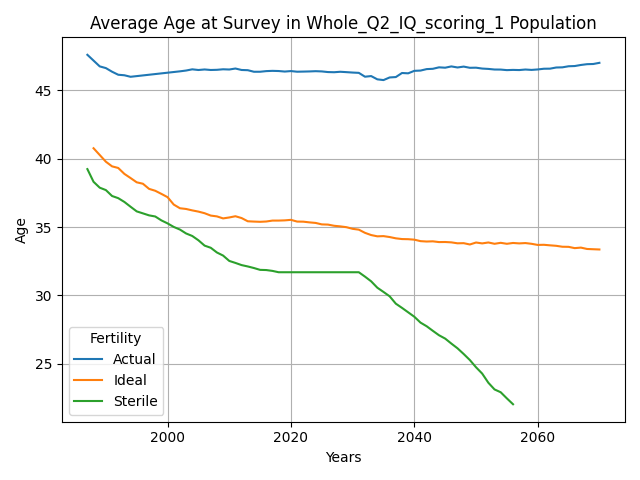 Average Age at Survey in Whole_Q2_IQ_scoring_1 Population
Age
45
40
35
30
25
Fertility
Actual
Ideal
Sterile
2000 2020 2040 2060
Years